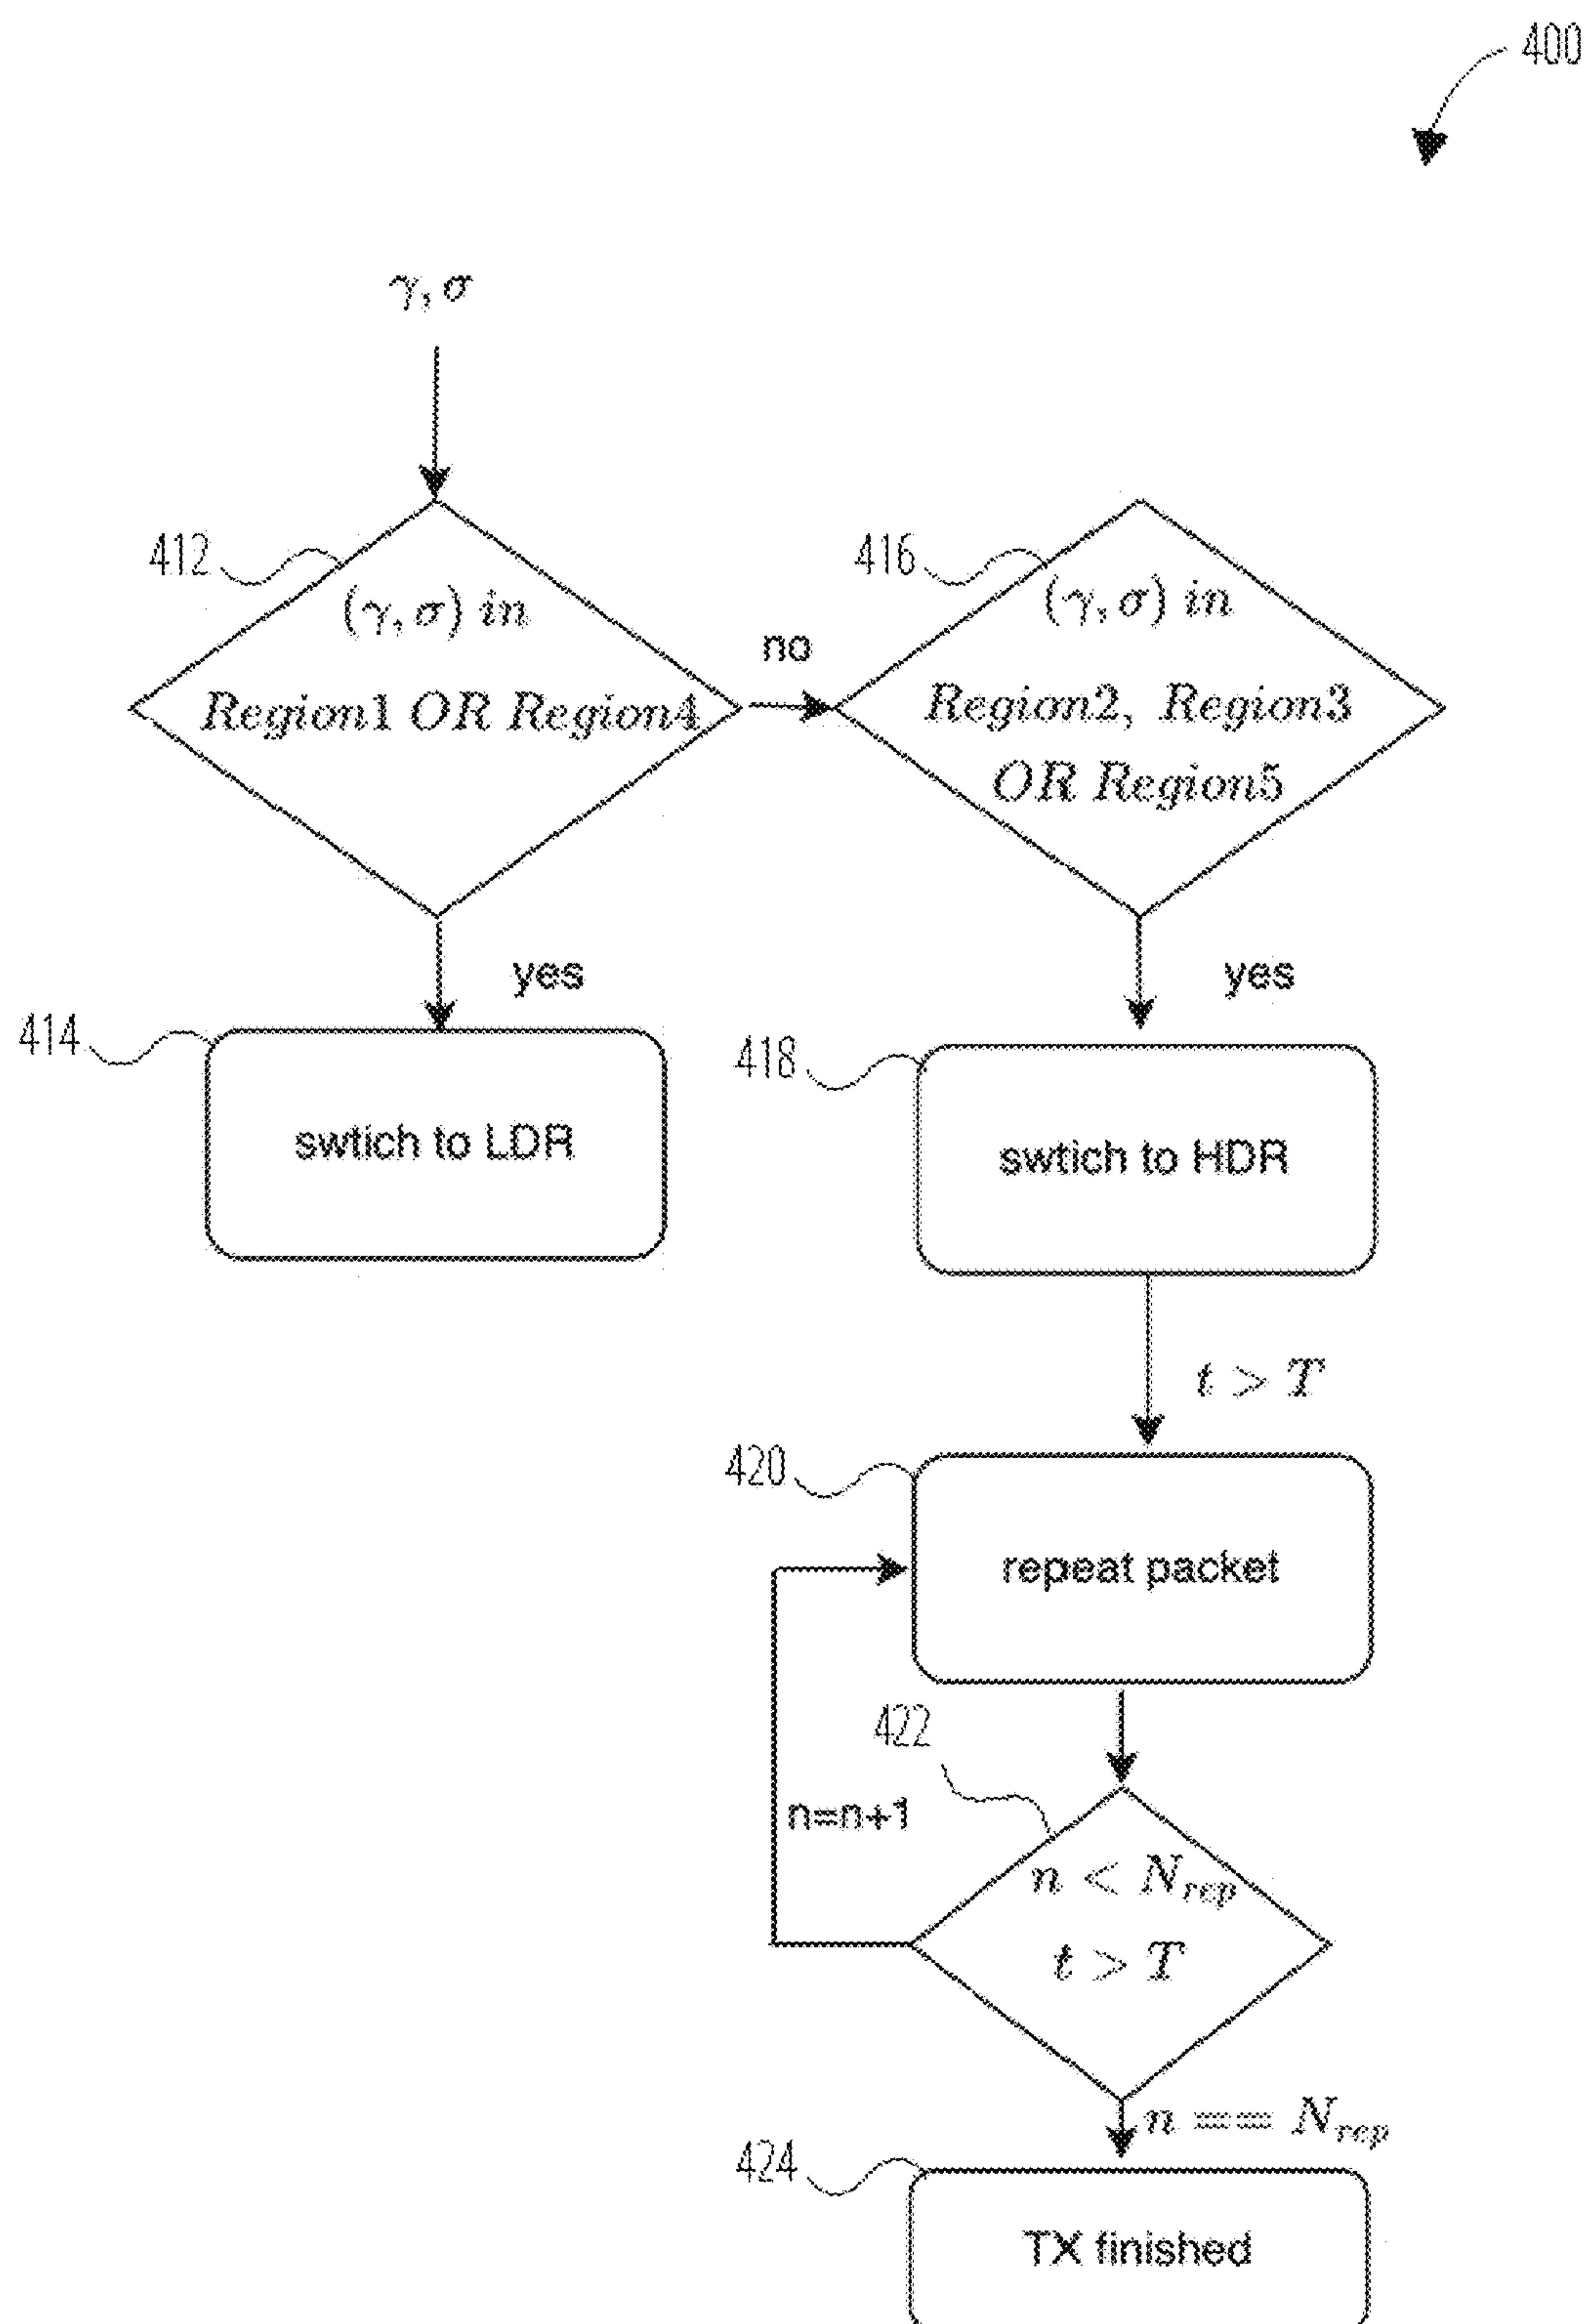 400
γ, σ
412
(γ, σ) in
Region1 OR Region4
no
416
(γ, σ) in
Region2, Region3
OR Region5
yes
yes
414
swtich to LDR
418
swtich to HDR
t > T
420
repeat packet
422
n=n+1
n < N_rep
t > T
n == N_rep
424
TX finished